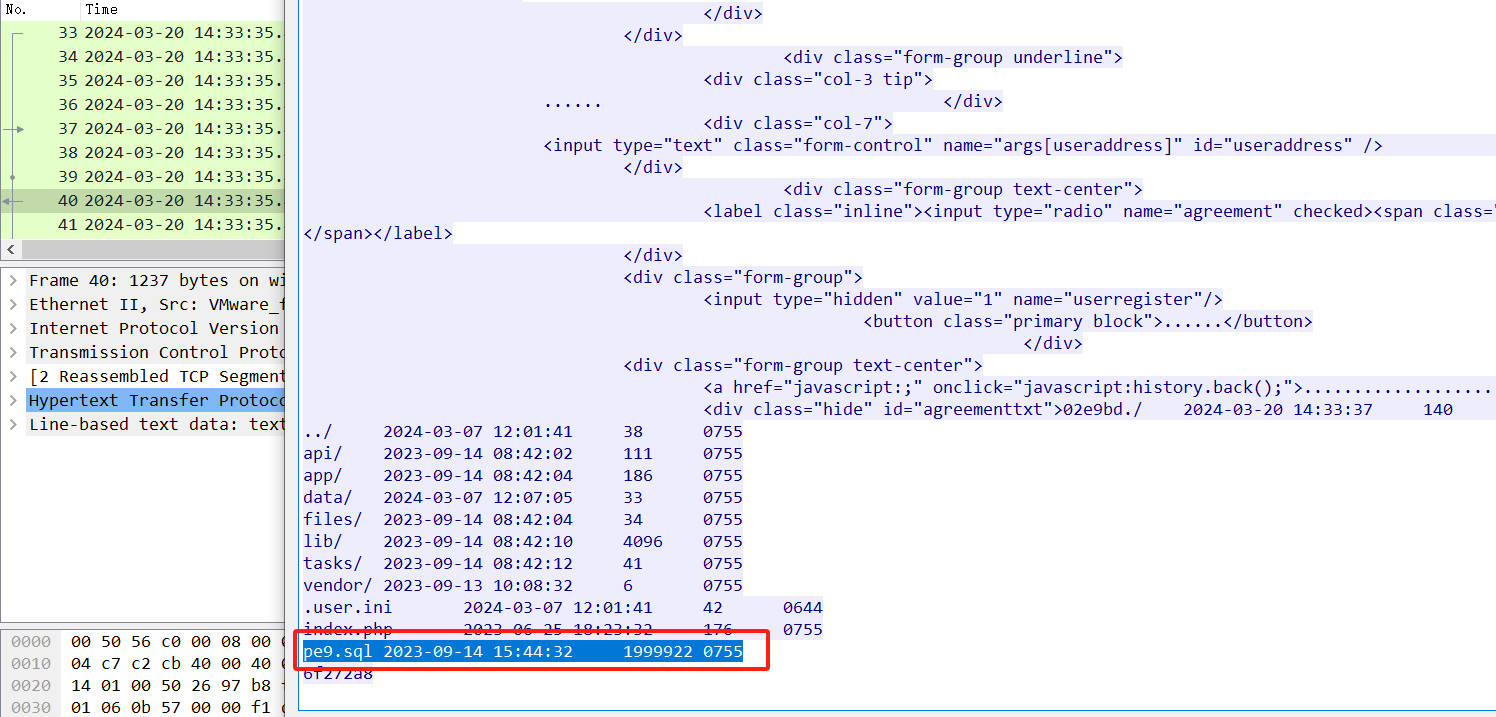 No. Time
33 2024-03-20 14:33:35.
34 2024-03-20 14:33:35.
35 2024-03-20 14:33:35.
36 2024-03-20 14:33:35.
37 2024-03-20 14:33:35.
38 2024-03-20 14:33:35.
39 2024-03-20 14:33:35.
40 2024-03-20 14:33:35.
41 2024-03-20 14:33:35.
Frame 40: 1237 bytes on wi
Ethernet II, Src: VMware_f
Internet Protocol Version
Transmission Control Proto
[2 Reassembled TCP Segment
Hypertext Transfer Protoco
Line-based text data: text
0000 00 50 56 c0 00 08 00
0010 04 c7 c2 cb 40 00 40
0020 14 01 00 50 26 97 b8
0030 01 06 0b 57 00 00 f1
</div>
</div>
<div class="form-group underline">
<div class="col-3 tip">
...... </div>
<div class="col-7">
<input type="text" class="form-control" name="args[useraddress]" id="useraddress" />
</div>
<div class="form-group text-center">
<label class="inline"><input type="radio" name="agreement" checked><span class="
</span></label>
</div>
<div class="form-group">
<input type="hidden" value="1" name="userregister"/>
<button class="primary block">......</button>
</div>
<div class="form-group text-center">
<a href="javascript:;" onclick="javascript:history.back();">...................
<div class="hide" id="agreementtxt">02e9bd./ 2024-03-20 14:33:37 140
../ 2024-03-07 12:01:41 38 0755
api/ 2023-09-14 08:42:02 111 0755
app/ 2023-09-14 08:42:04 186 0755
data/ 2024-03-07 12:07:05 33 0755
files/ 2023-09-14 08:42:04 34 0755
lib/ 2023-09-14 08:42:10 4096 0755
tasks/ 2023-09-14 08:42:12 41 0755
vendor/ 2023-09-13 10:08:32 6 0755
.user.ini 2024-03-07 12:01:41 42 0644
index.php 2023-06-25 18:23:32 176 0755
pe9.sql 2023-09-14 15:44:32 1999922 0755
6f272a8